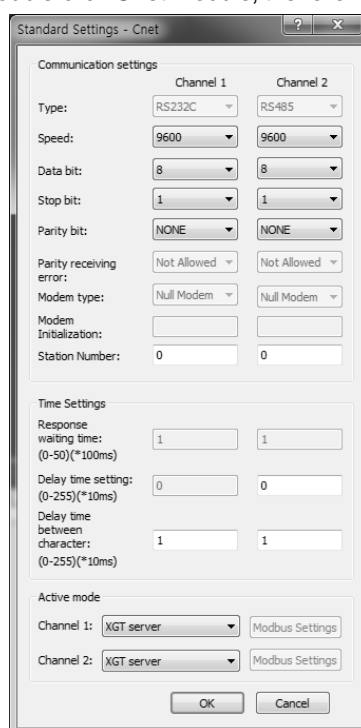 Standard Settings - Cnet
Communication settings
Channel 1 Channel 2
Type: RS232C RS485
Speed: 9600 9600
Data bit: 8 8
Stop bit: 1 1
Parity bit: NONE NONE
Parity receiving
error: Not Allowed Not Allowed
Modem type: Null Modem Null Modem
Modem
Initialization:
Station Number: 0 0
Time Settings
Response
waiting time: 1 1
(0-50)(*100ms)
Delay time setting: 0 0
(0-255)(*10ms)
Delay time
between
character: 1 1
(0-255)(*10ms)
Active mode
Channel 1: XGT server Modbus Settings
Channel 2: XGT server Modbus Settings
OK Cancel